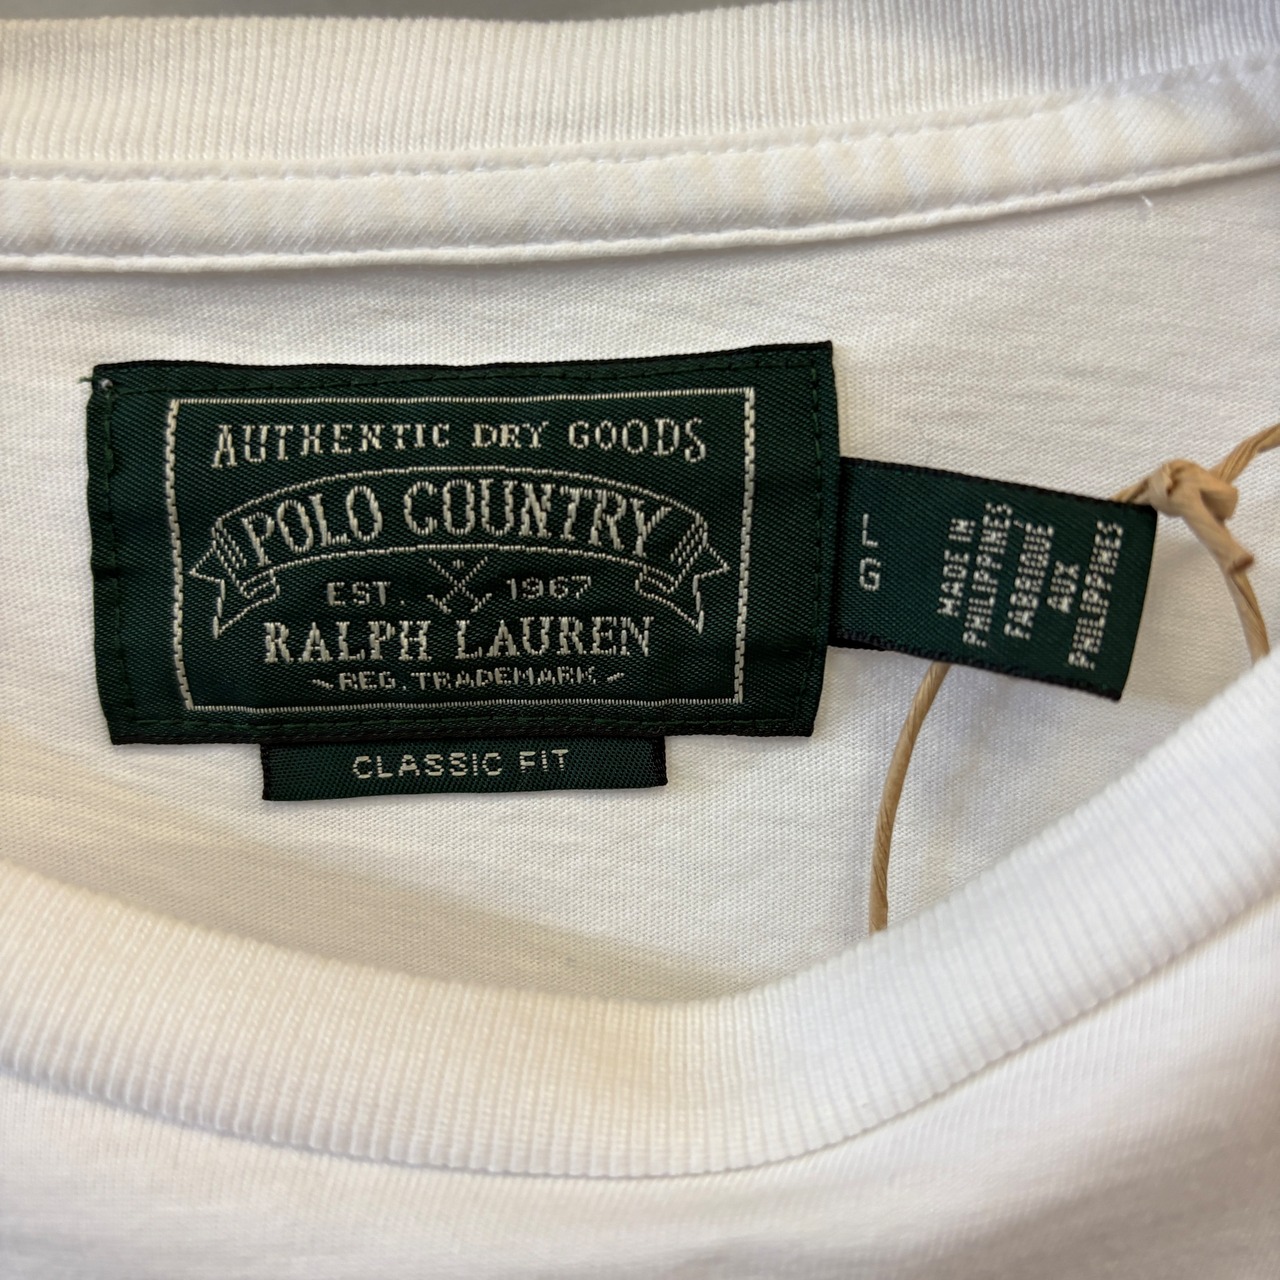 AUTHENTIC DRY GOODS
POLO COUNTRY
EST. 1967
RALPH LAUREN
REG. TRADEMARK
CLASSIC FIT
LG
MADE IN
PHILIPPINES
FABRIQUÉ
AUX
PHILIPPINES